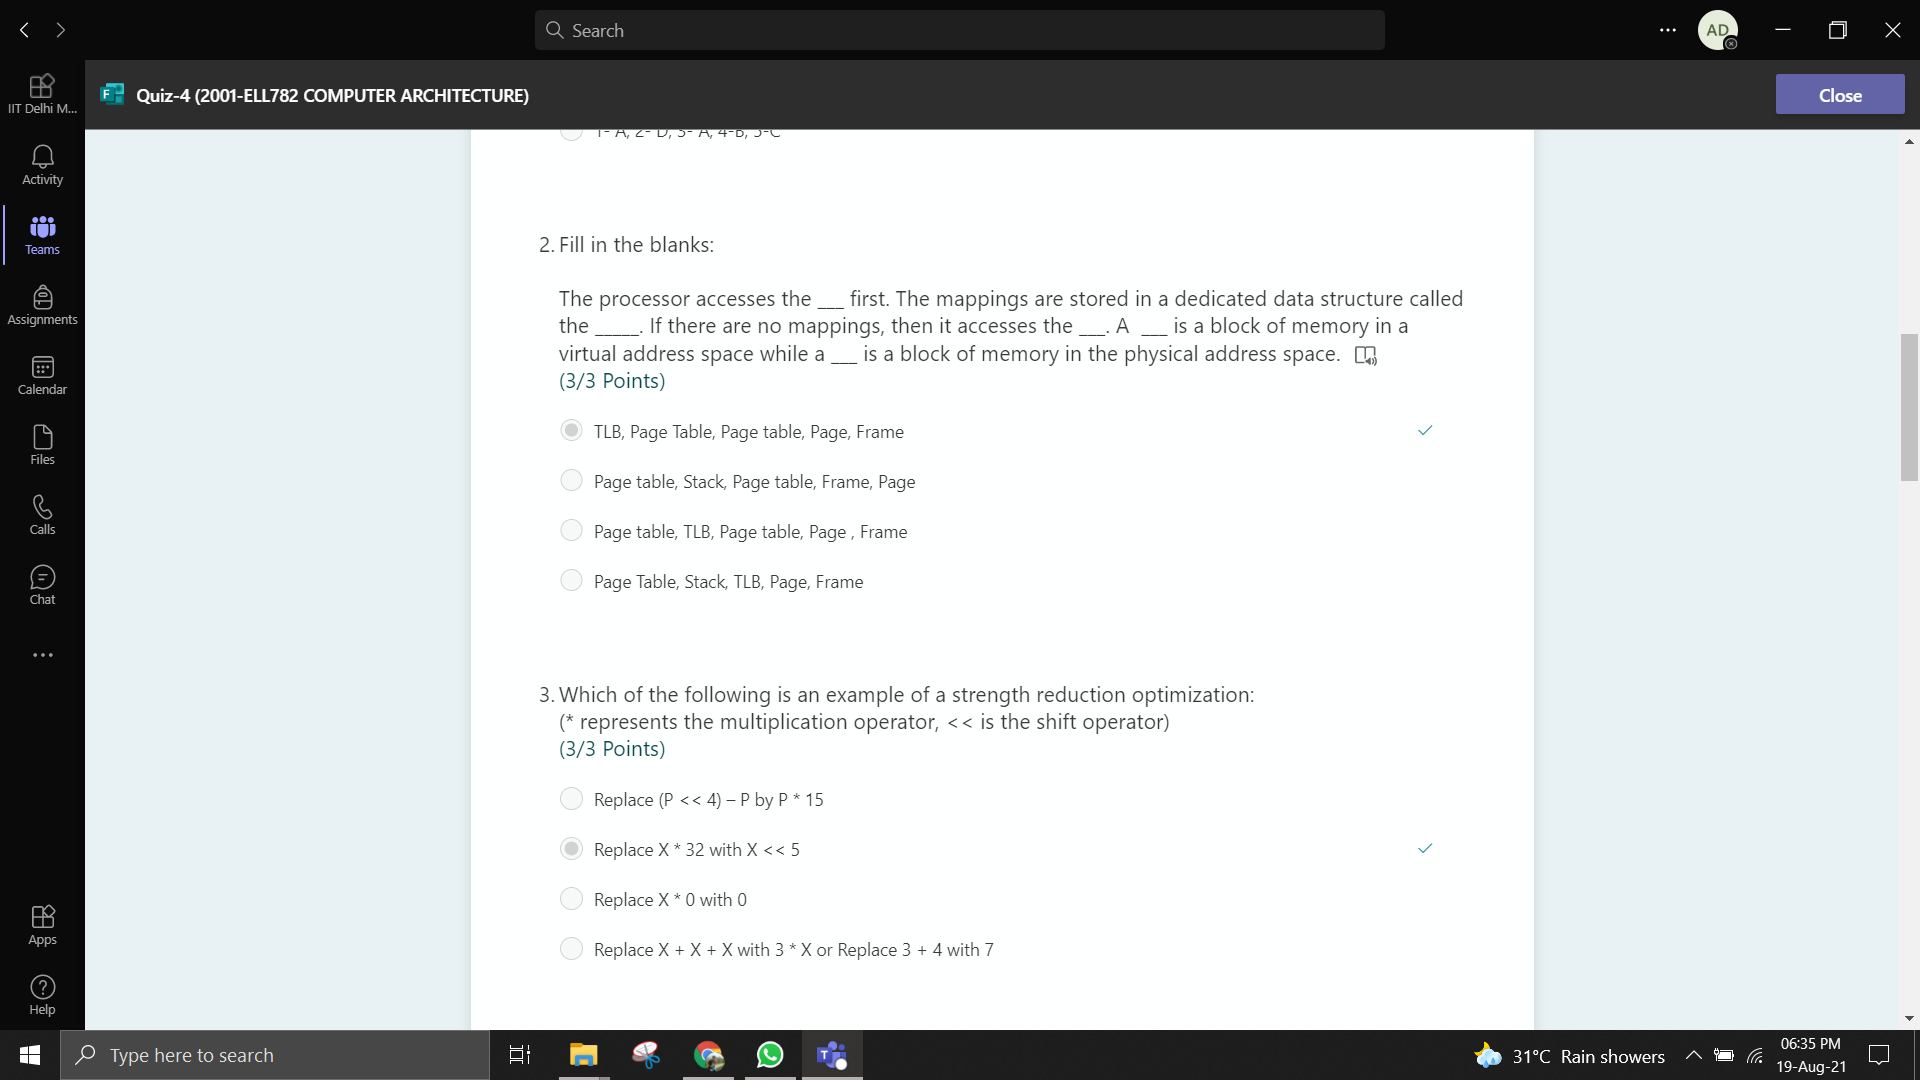 Search
AD
IIT Delhi M...
Quiz-4 (2001-ELL782 COMPUTER ARCHITECTURE)
Close
1- A, 2- D, 3- A, 4-B, 5-C
Activity
Teams
Assignments
Calendar
Files
Calls
Chat
Apps
Help
2. Fill in the blanks:
The processor accesses the ___ first. The mappings are stored in a dedicated data structure called
the _____. If there are no mappings, then it accesses the ___. A ___ is a block of memory in a
virtual address space while a ___ is a block of memory in the physical address space.
(3/3 Points)
TLB, Page Table, Page table, Page, Frame
Page table, Stack, Page table, Frame, Page
Page table, TLB, Page table, Page , Frame
Page Table, Stack, TLB, Page, Frame
3. Which of the following is an example of a strength reduction optimization:
(* represents the multiplication operator, << is the shift operator)
(3/3 Points)
Replace (P << 4) – P by P * 15
Replace X * 32 with X << 5
Replace X * 0 with 0
Replace X + X + X with 3 * X or Replace 3 + 4 with 7
Type here to search
31°C Rain showers
06:35 PM
19-Aug-21